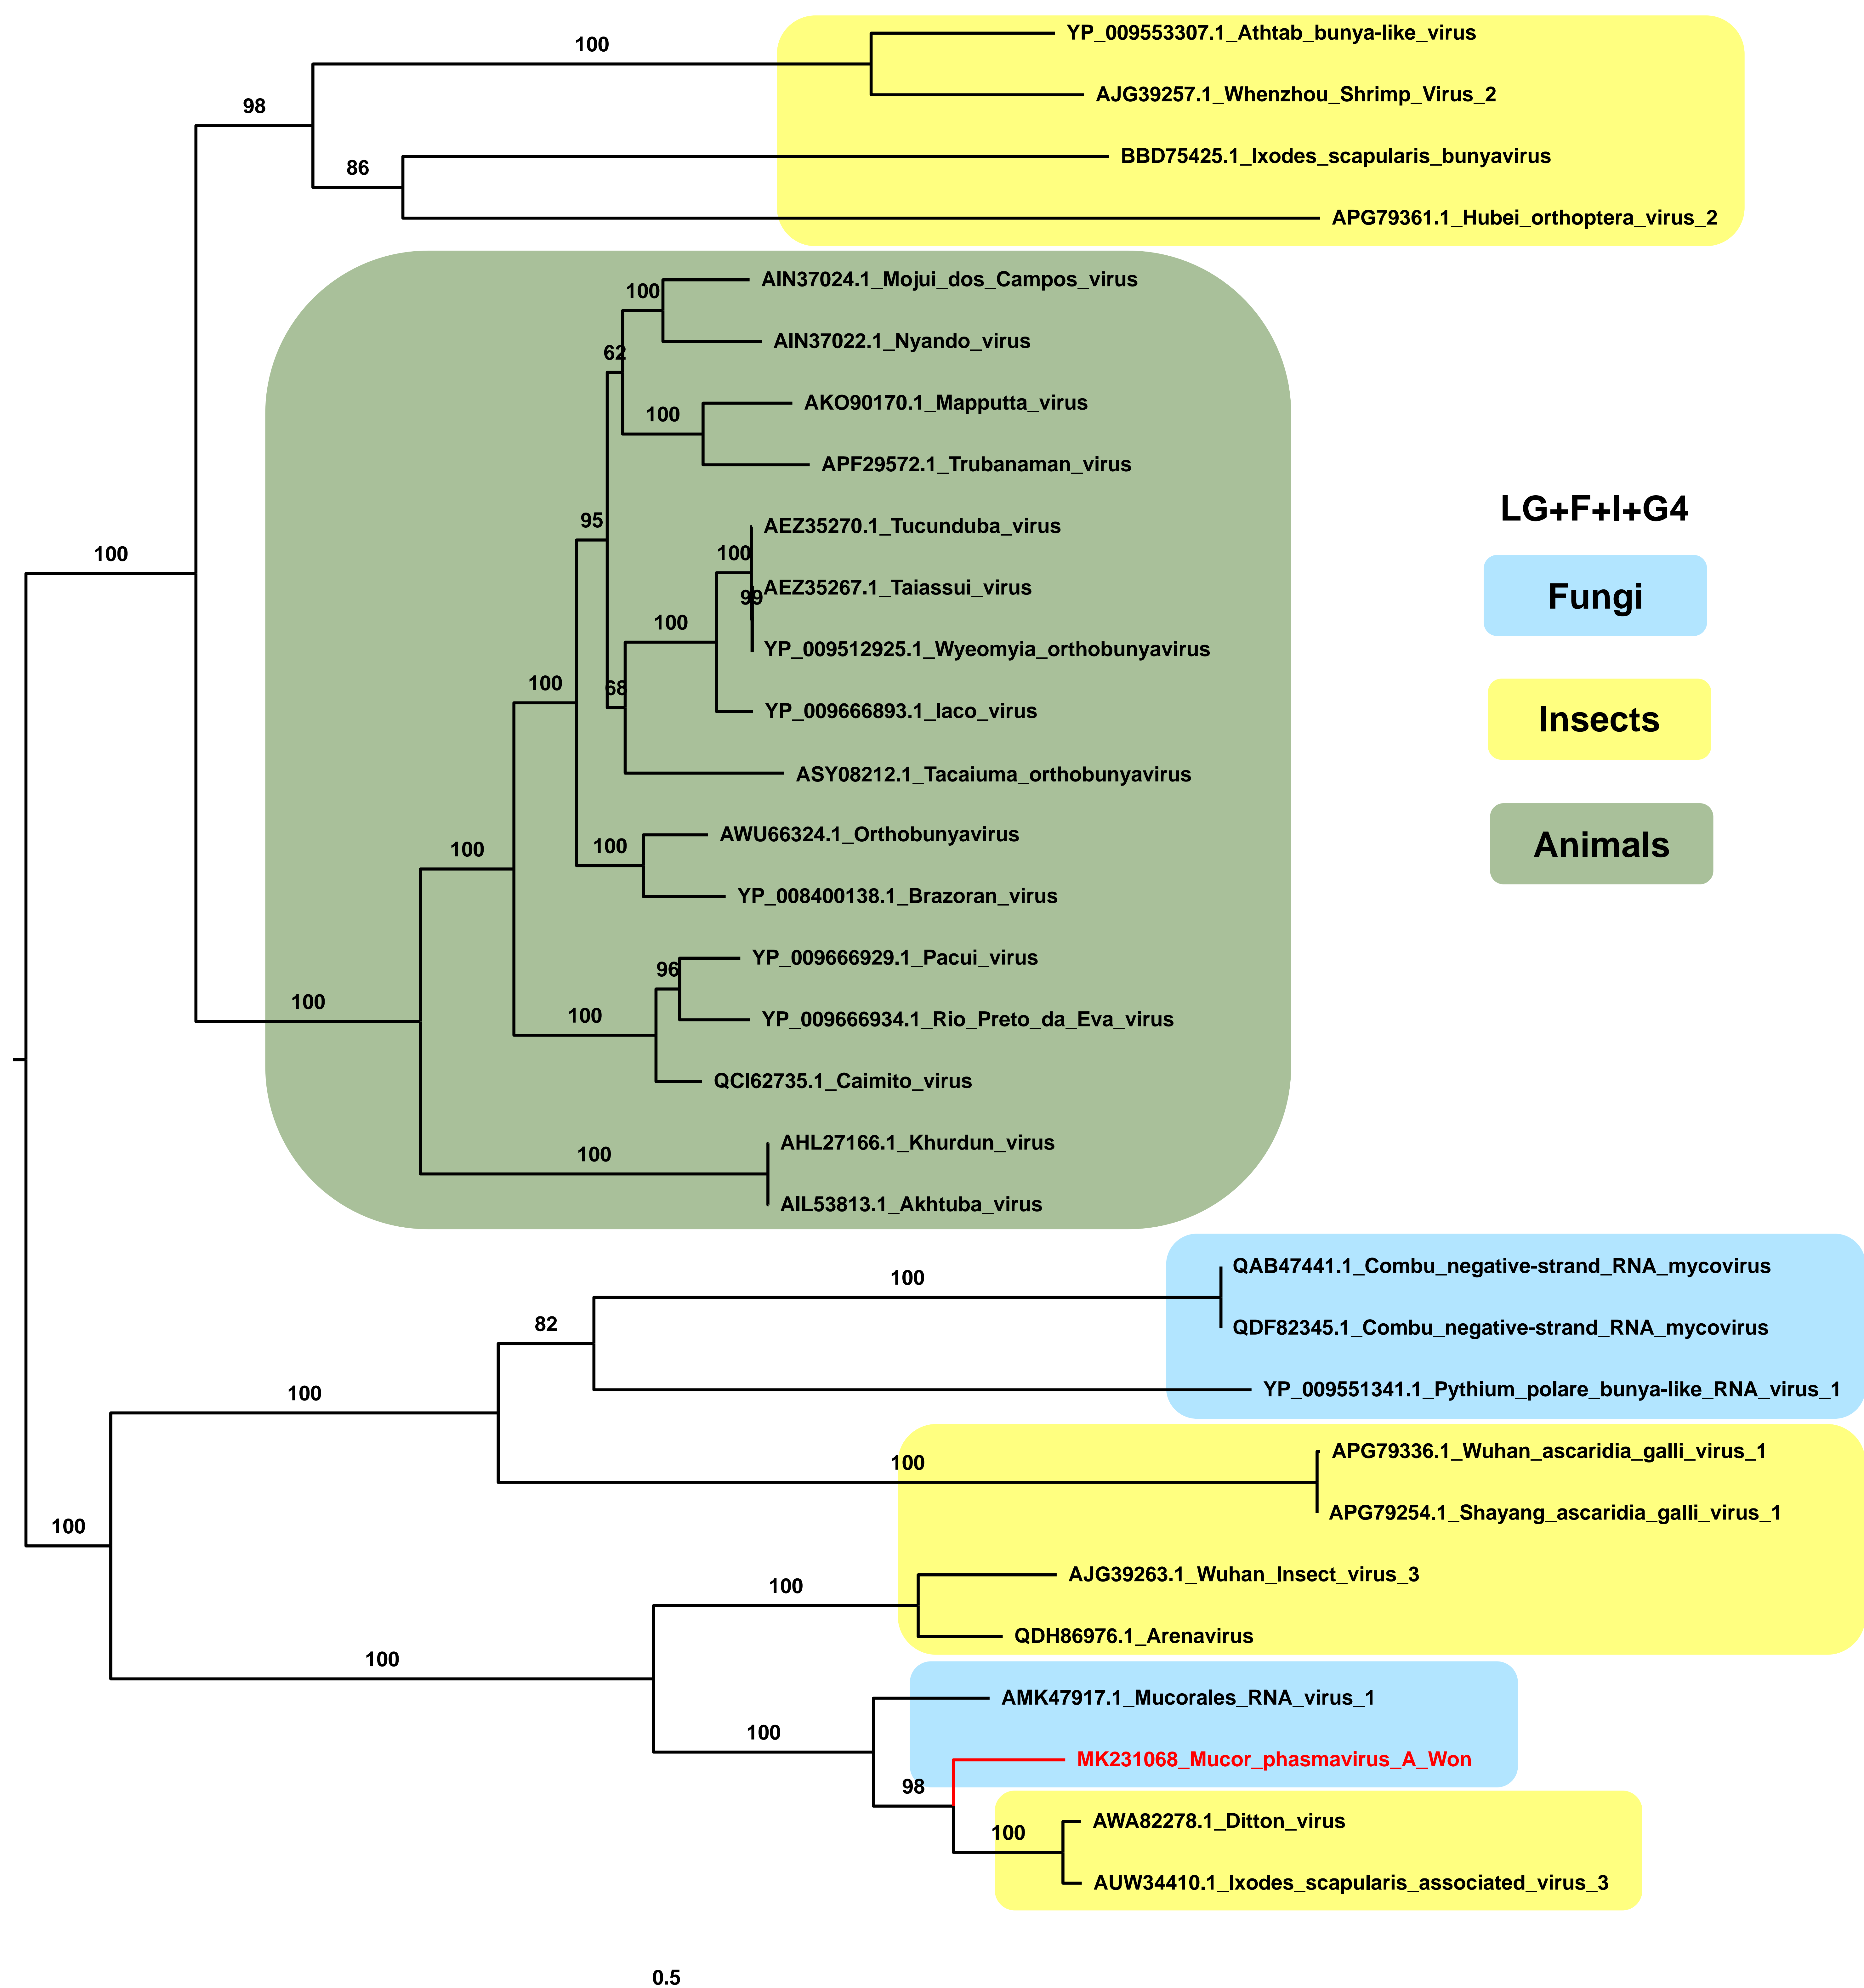 YP_009553307.1_Athtab_bunya-like_virus
100
AJG39257.1_Whenzhou_Shrimp_Virus_2
98
BBD75425.1_Ixodes_scapularis_bunyavirus
86
APG79361.1_Hubei_orthoptera_virus_2
AIN37024.1_Mojui_dos_Campos_virus
100
AIN37022.1_Nyando_virus
62
AKO90170.1_Mapputta_virus
100
APF29572.1_Trubanaman_virus
LG+F+I+G4
95
AEZ35270.1_Tucunduba_virus
100
100
AEZ35267.1_Taiassui_virus
99
Fungi
100
YP_009512925.1_Wyeomyia_orthobunyavirus
100
68
YP_009666893.1_Iaco_virus
Insects
ASY08212.1_Tacaiuma_orthobunyavirus
AWU66324.1_Orthobunyavirus
100
100
Animals
YP_008400138.1_Brazoran_virus
YP_009666929.1_Pacui_virus
96
100
YP_009666934.1_Rio_Preto_da_Eva_virus
100
QCI62735.1_Caimito_virus
AHL27166.1_Khurdun_virus
100
AIL53813.1_Akhtuba_virus
QAB47441.1_Combu_negative-strand_RNA_mycovirus
100
82
QDF82345.1_Combu_negative-strand_RNA_mycovirus
100
YP_009551341.1_Pythium_polare_bunya-like_RNA_virus_1
APG79336.1_Wuhan_ascaridia_galli_virus_1
100
APG79254.1_Shayang_ascaridia_galli_virus_1
100
AJG39263.1_Wuhan_Insect_virus_3
100
QDH86976.1_Arenavirus
100
AMK47917.1_Mucorales_RNA_virus_1
100
MK231068_Mucor_phasmavirus_A_Won
98
AWA82278.1_Ditton_virus
100
AUW34410.1_Ixodes_scapularis_associated_virus_3
0.5